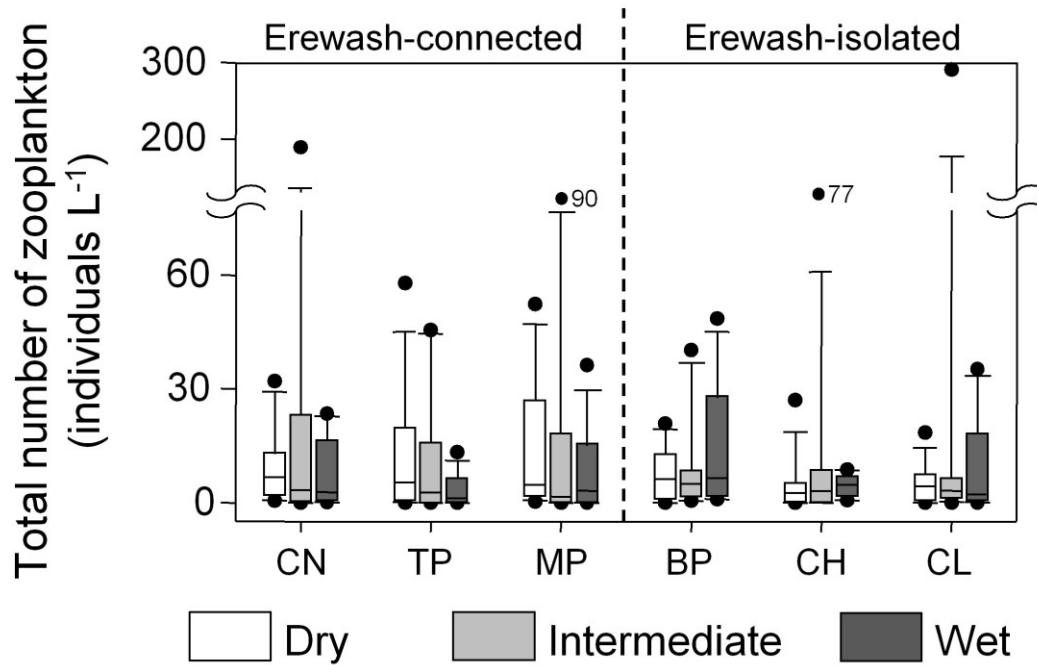 Erewash-connected
Erewash-isolated
Total number of zooplankton
(individuals L⁻¹)
300
200
60
30
0
90
77
CN
TP
MP
BP
CH
CL
Dry
Intermediate
Wet